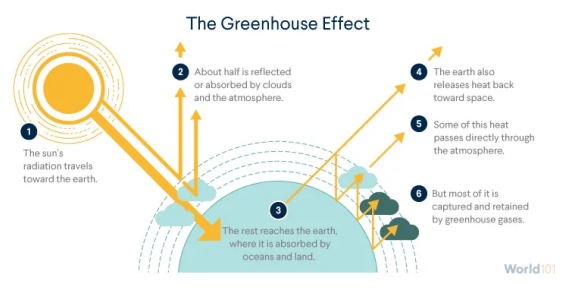 The Greenhouse Effect
1
The sun's
radiation travels
toward the earth.
2
About half is reflected
or absorbed by clouds
and the atmosphere.
3
The rest reaches the earth,
where it is absorbed by
oceans and land.
4
The earth also
releases heat back
toward space.
5
Some of this heat
passes directly through
the atmosphere.
6
But most of it is
captured and retained
by greenhouse gases.
World101